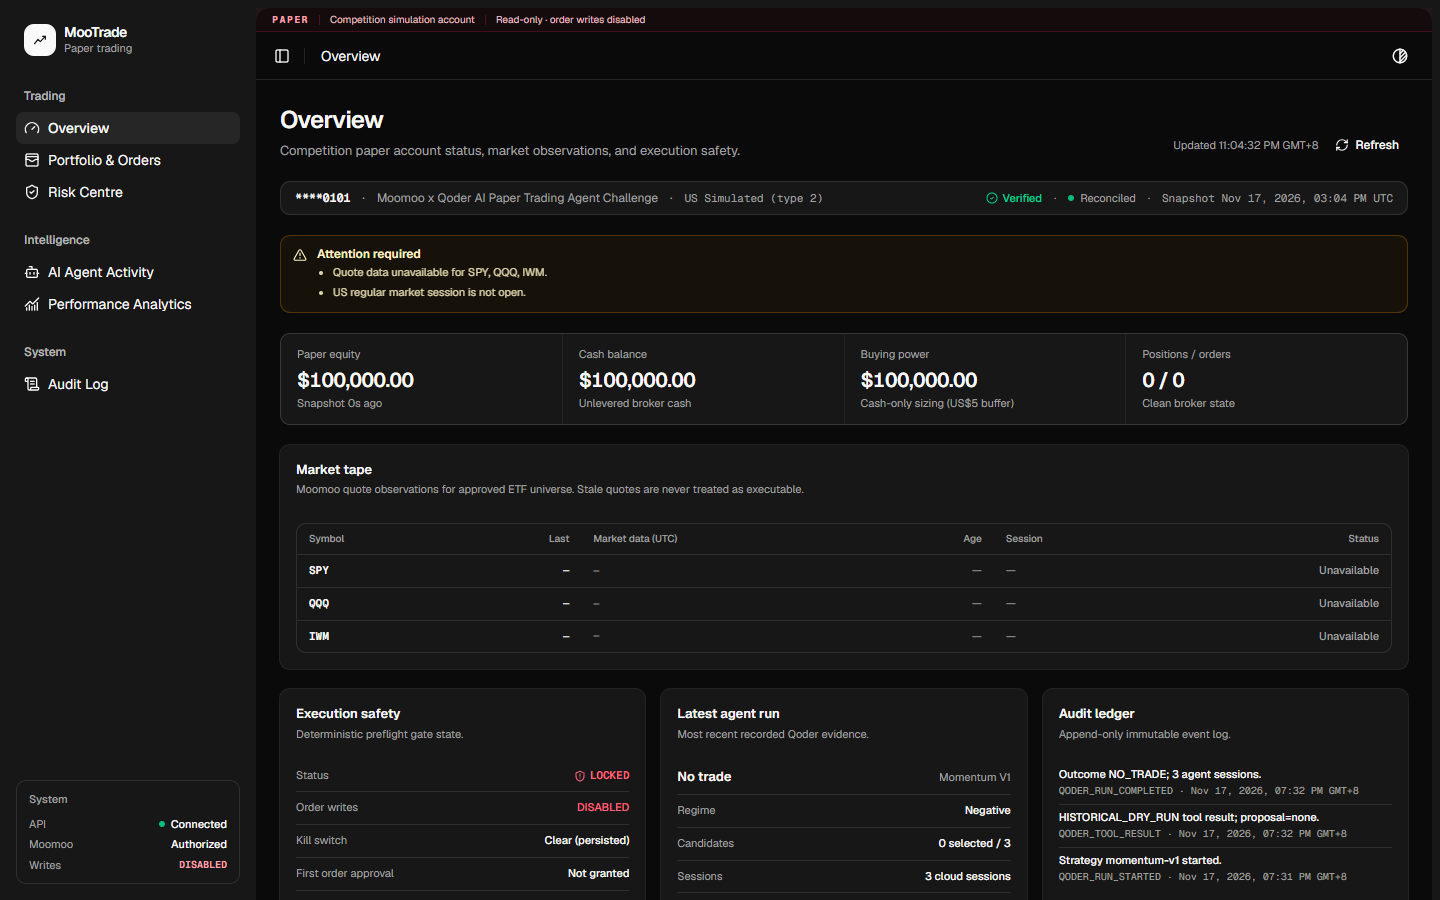 MooTrade
Paper trading
Trading
Overview
Portfolio & Orders
Risk Centre
Intelligence
AI Agent Activity
Performance Analytics
System
Audit Log
System
API Connected
Moomoo Authorized
Writes DISABLED
PAPER Competition simulation account Read-only · order writes disabled
Overview
Overview
Competition paper account status, market observations, and execution safety.
Updated 11:04:32 PM GMT+8 Refresh
****0101 · Moomoo x Qoder AI Paper Trading Agent Challenge · US Simulated (type 2) Verified · Reconciled · Snapshot Nov 17, 2026, 03:04 PM UTC
Attention required
• Quote data unavailable for SPY, QQQ, IWM.
• US regular market session is not open.
Paper equity
$100,000.00
Snapshot 0s ago
Cash balance
$100,000.00
Unlevered broker cash
Buying power
$100,000.00
Cash-only sizing (US$5 buffer)
Positions / orders
0 / 0
Clean broker state
Market tape
Moomoo quote observations for approved ETF universe. Stale quotes are never treated as executable.
Symbol Last Market data (UTC) Age Session Status
SPY – – — — Unavailable
QQQ – – — — Unavailable
IWM – – — — Unavailable
Execution safety
Deterministic preflight gate state.
Status LOCKED
Order writes DISABLED
Kill switch Clear (persisted)
First order approval Not granted
Latest agent run
Most recent recorded Qoder evidence.
No trade Momentum V1
Regime Negative
Candidates 0 selected / 3
Sessions 3 cloud sessions
Audit ledger
Append-only immutable event log.
Outcome NO_TRADE; 3 agent sessions.
QODER_RUN_COMPLETED · Nov 17, 2026, 07:32 PM GMT+8
HISTORICAL_DRY_RUN tool result; proposal=none.
QODER_TOOL_RESULT · Nov 17, 2026, 07:32 PM GMT+8
Strategy momentum-v1 started.
QODER_RUN_STARTED · Nov 17, 2026, 07:31 PM GMT+8